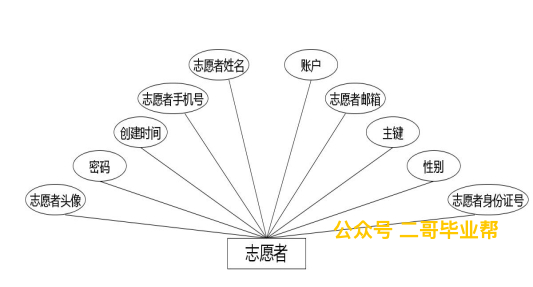 志愿者姓名
账户
志愿者手机号
志愿者邮箱
创建时间
主键
密码
性别
志愿者头像
志愿者身份证号
公众号 二哥毕业帮
志愿者